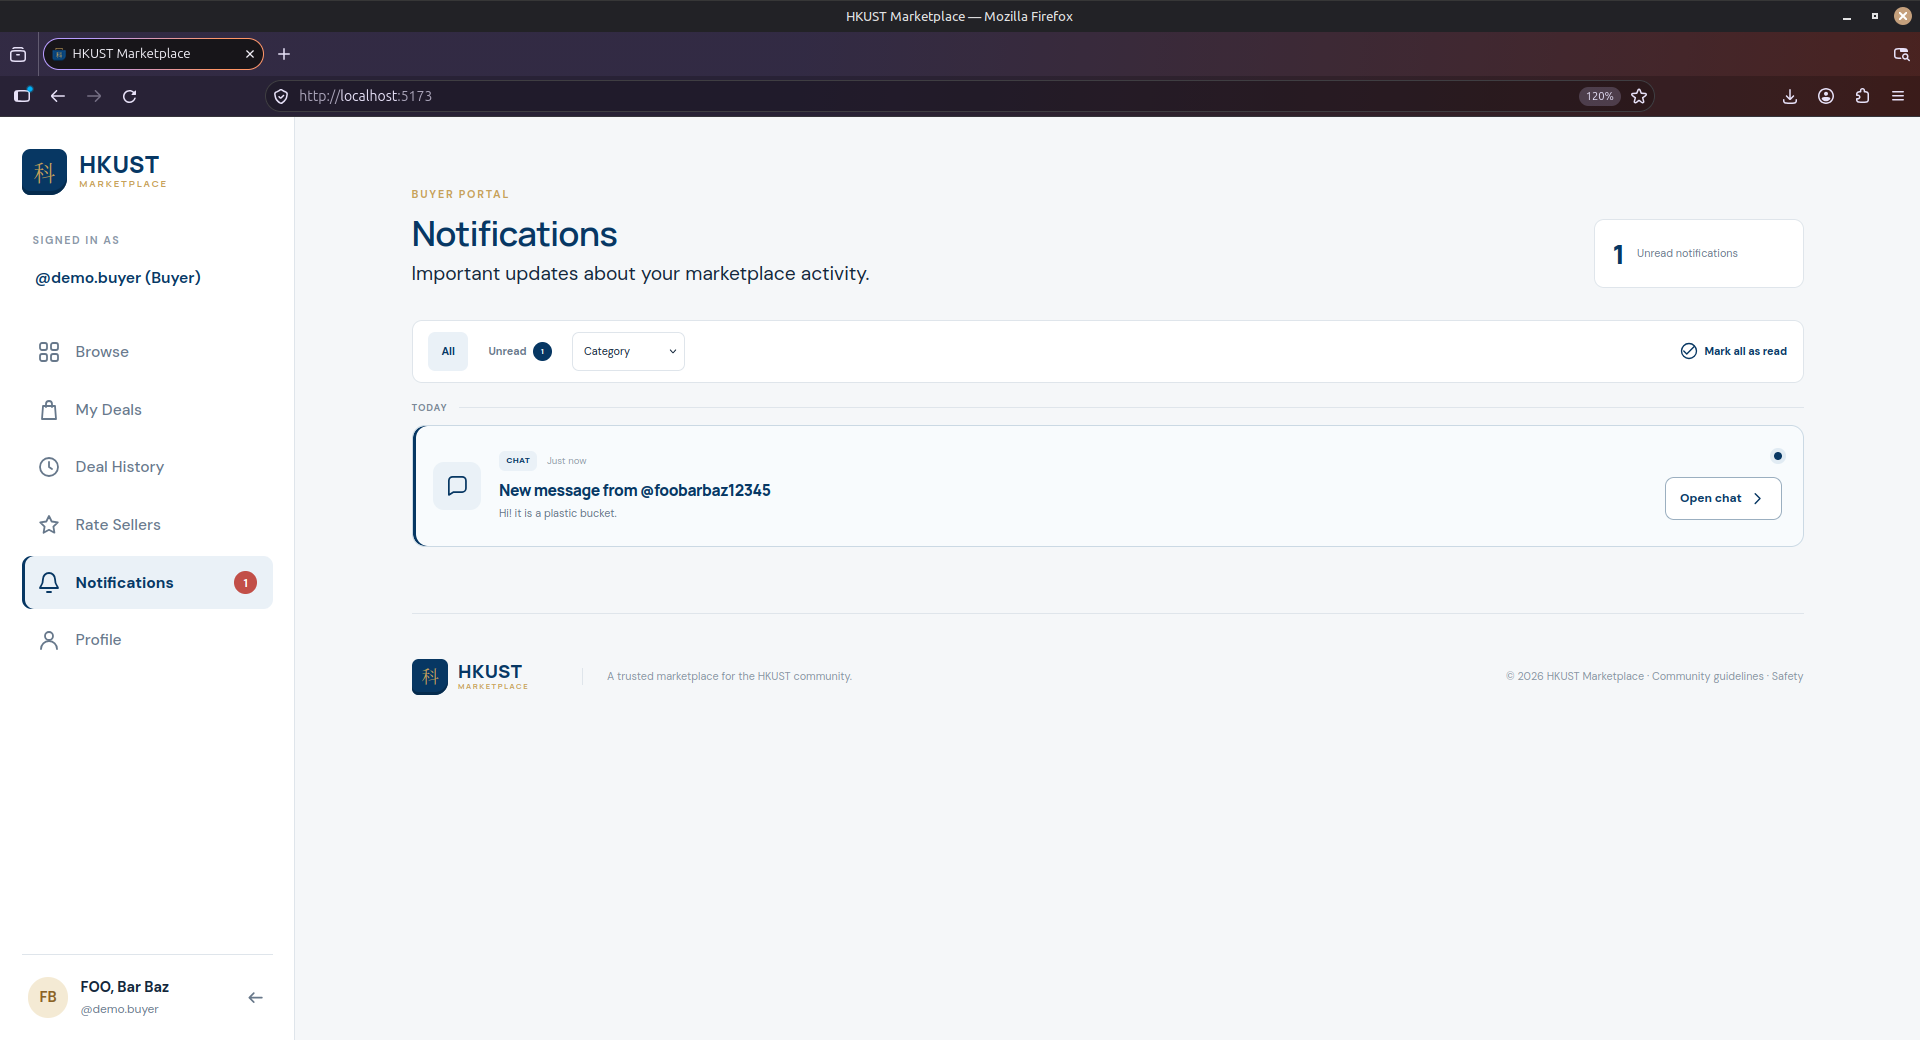 HKUST Marketplace — Mozilla Firefox
HKUST Marketplace
http://localhost:5173
120%
科
HKUST
MARKETPLACE
SIGNED IN AS
@demo.buyer (Buyer)
Browse
My Deals
Deal History
Rate Sellers
Notifications
1
Profile
FB
FOO, Bar Baz
@demo.buyer
BUYER PORTAL
Notifications
Important updates about your marketplace activity.
1 Unread notifications
All
Unread 1
Category
Mark all as read
TODAY
CHAT Just now
New message from @foobarbaz12345
Hi! it is a plastic bucket.
Open chat
科
HKUST
MARKETPLACE
A trusted marketplace for the HKUST community.
© 2026 HKUST Marketplace · Community guidelines · Safety